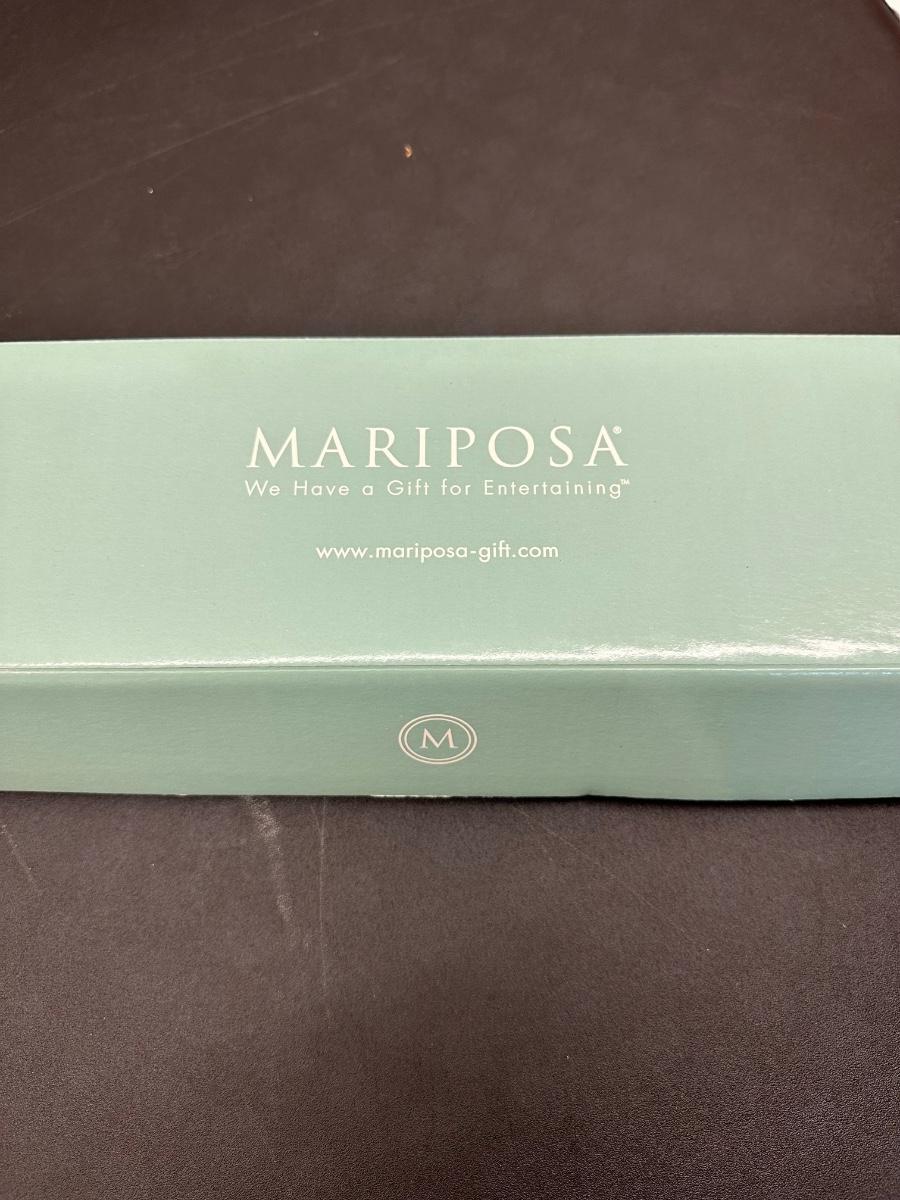 MARIPOSA®
We Have a Gift for Entertaining™
www.mariposa-gift.com
M